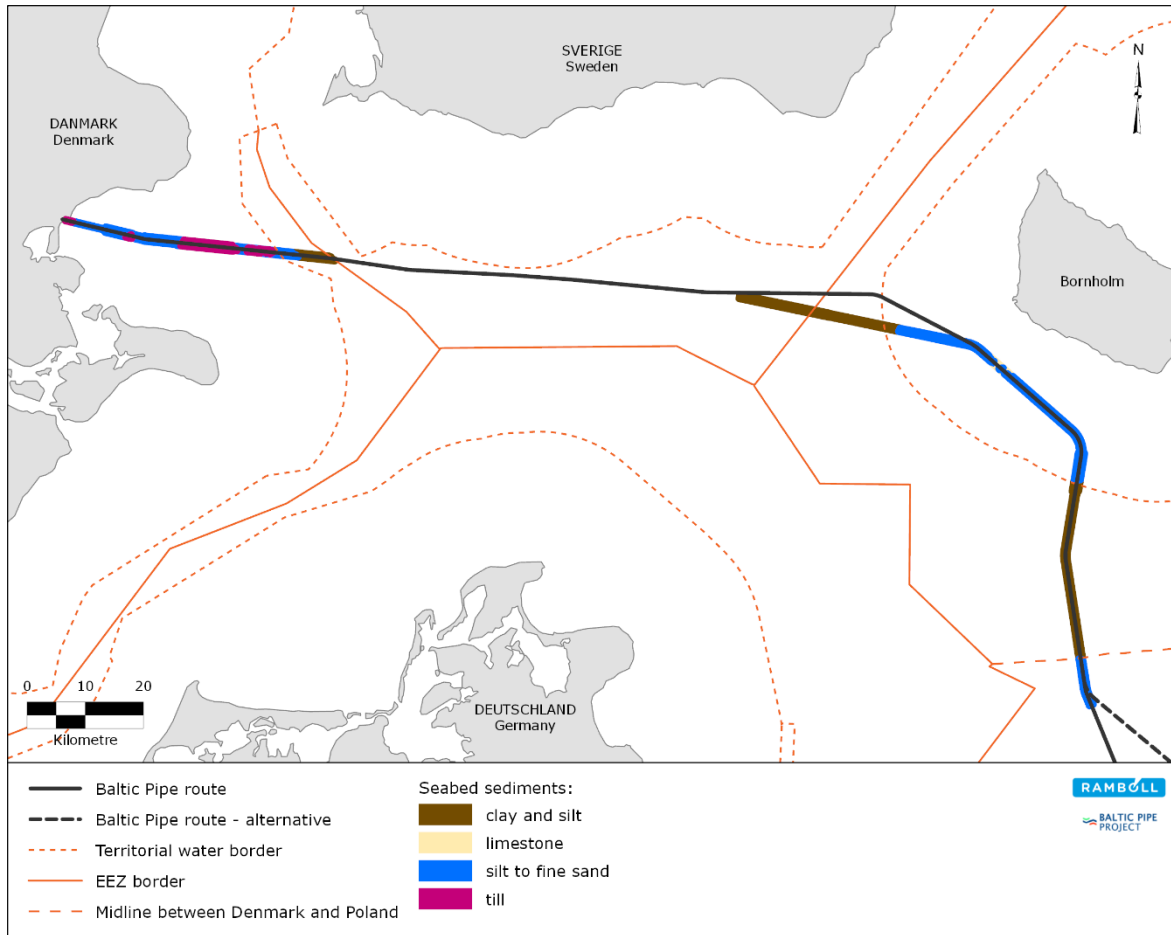 SVERIGE
Sweden
N
DANMARK
Denmark
Bornholm
0 10 20
Kilometre
DEUTSCHLAND
Germany
Baltic Pipe route
Baltic Pipe route - alternative
Territorial water border
EEZ border
Midline between Denmark and Poland
Seabed sediments:
clay and silt
limestone
silt to fine sand
till
RAMBOLL
BALTIC PIPE
PROJECT